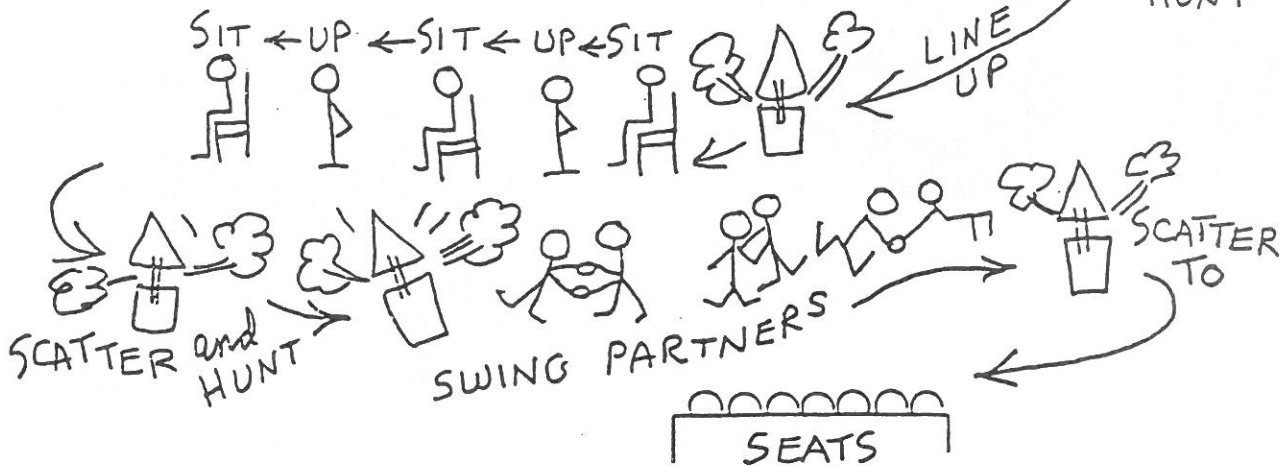 HUNT
SIT ← UP ← SIT ← UP ← SIT
LINE
UP
SCATTER
TO
SCATTER and
HUNT
SWING PARTNERS
SEATS